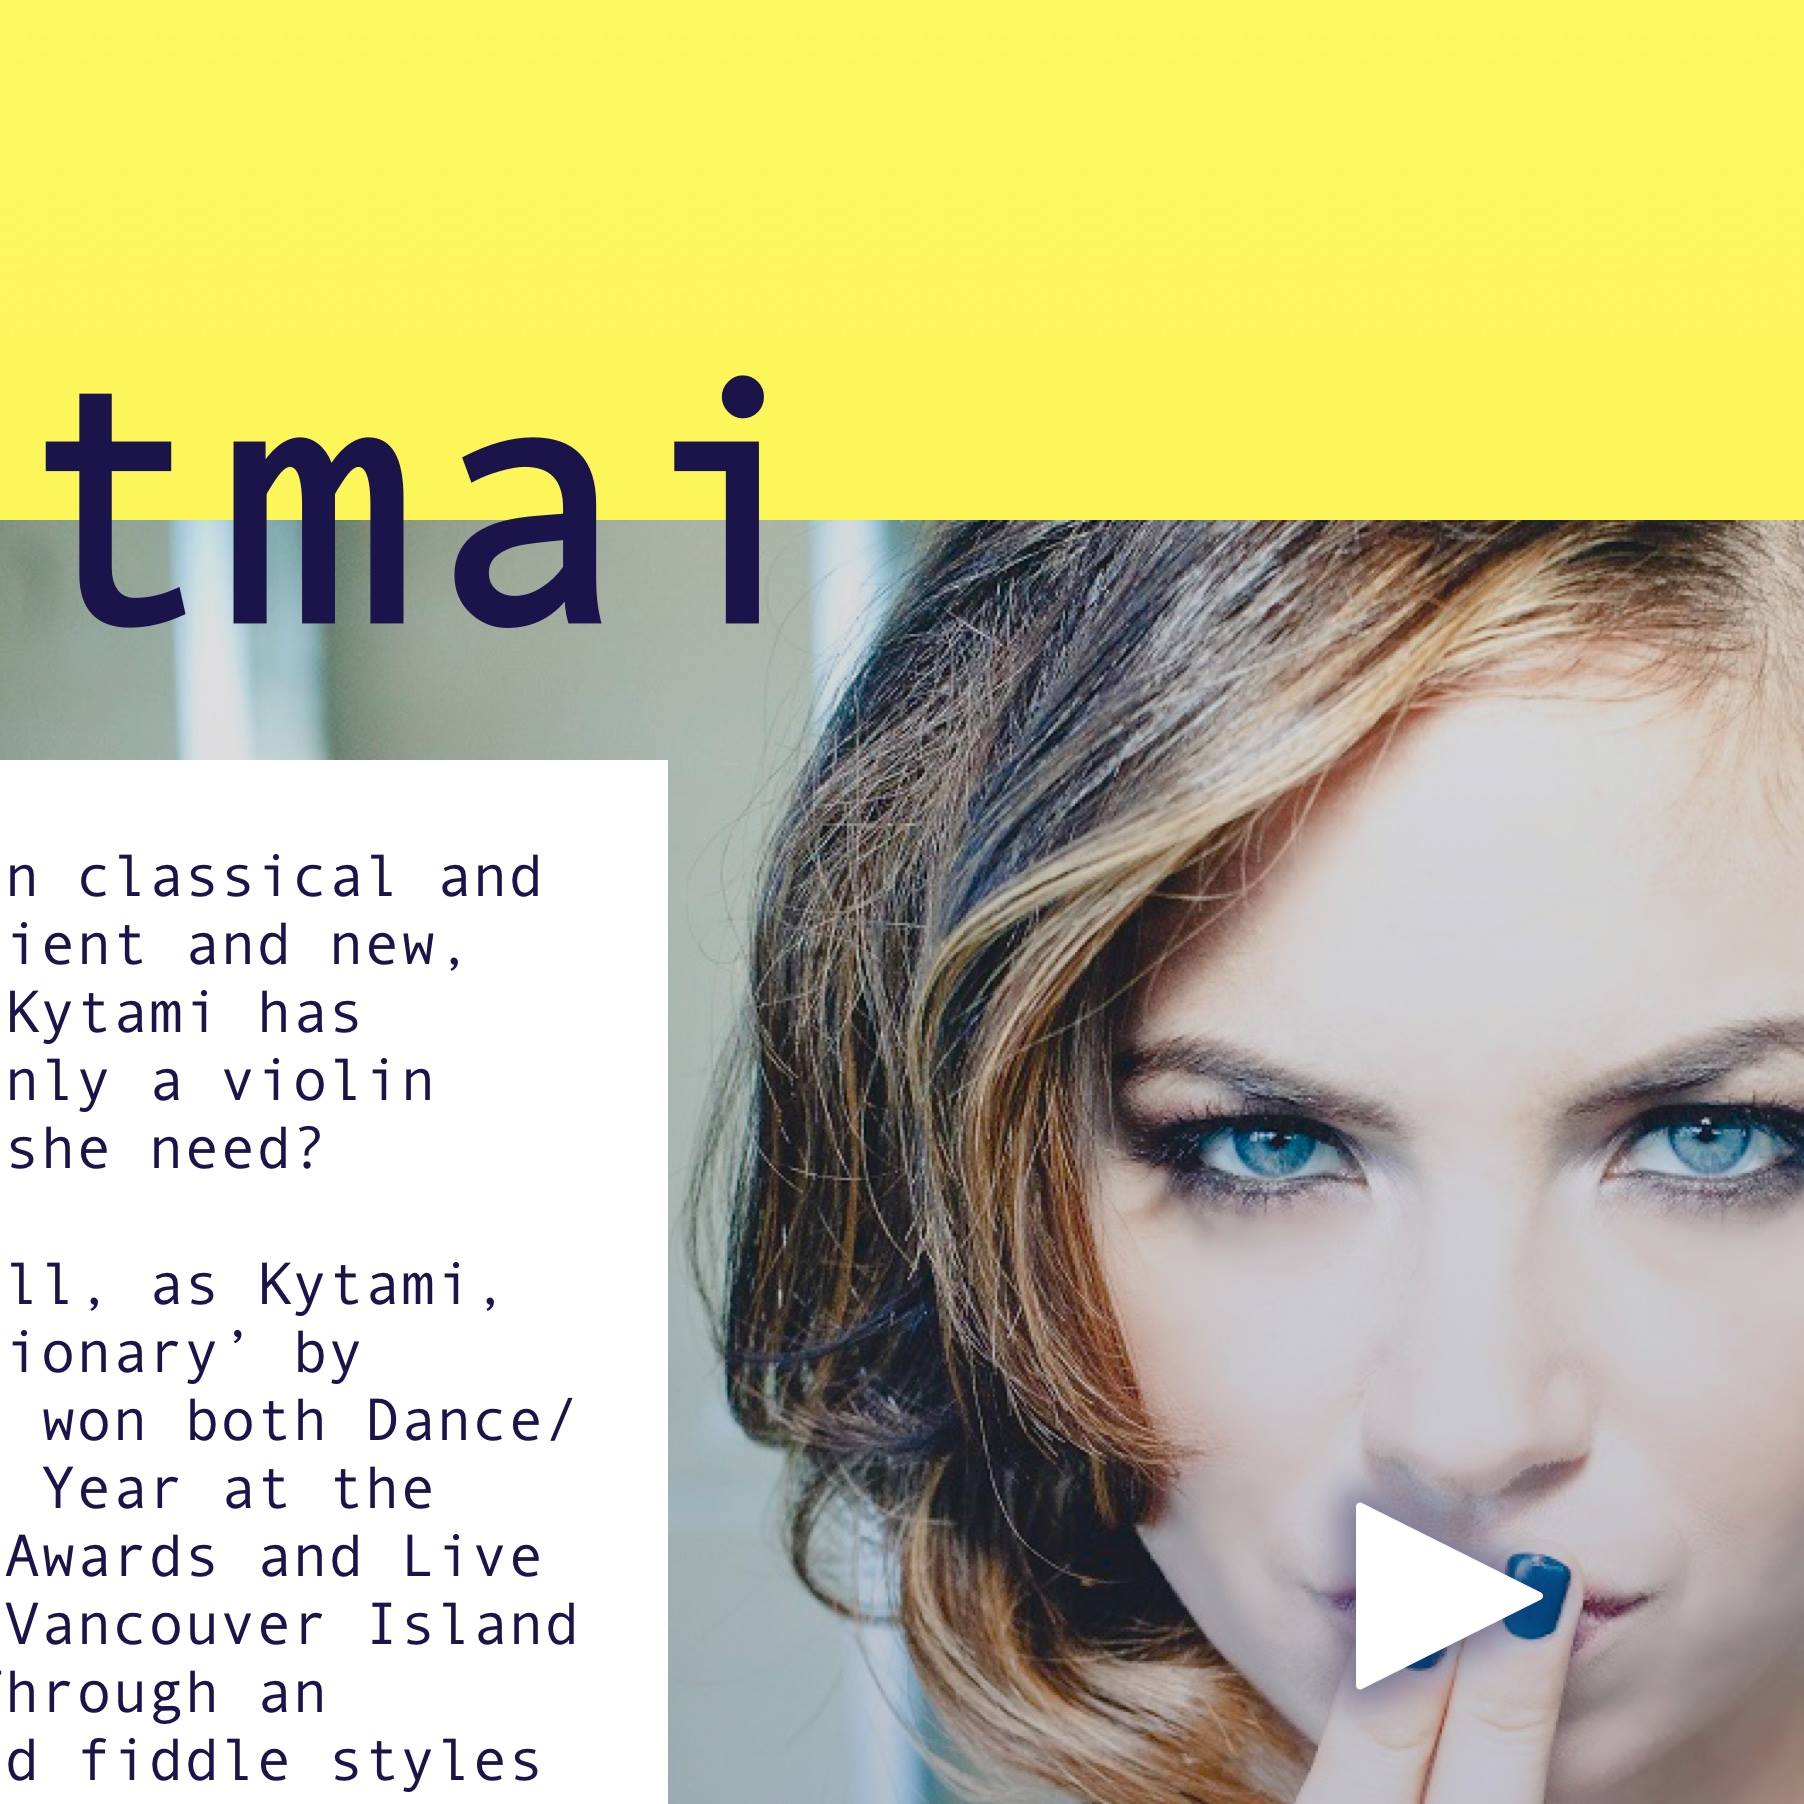 tmai
n classical and
ient and new,
Kytami has
nly a violin
she need?
ll, as Kytami,
ionary’ by
won both Dance/
Year at the
Awards and Live
Vancouver Island
hrough an
d fiddle styles